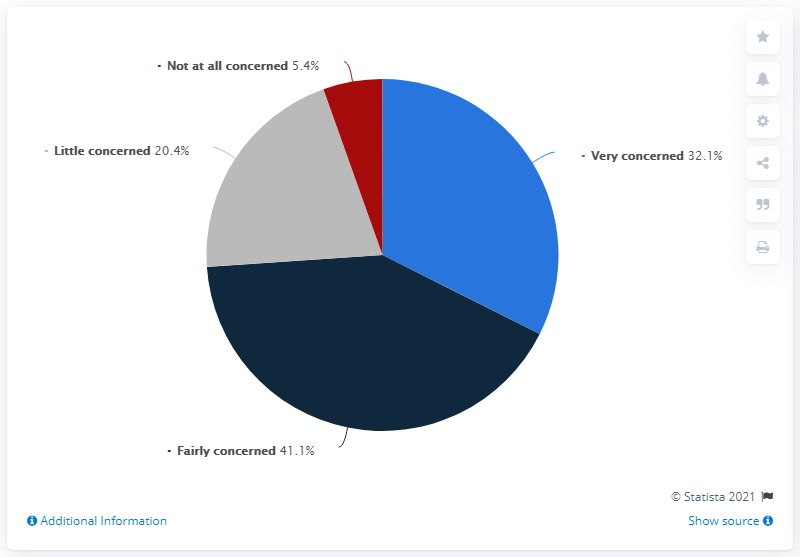 Not at all concerned 5.4%
Little concerned 20.4%
Very concerned 32.1%
Fairly concerned 41.1%
© Statista 2021
Additional Information
Show source